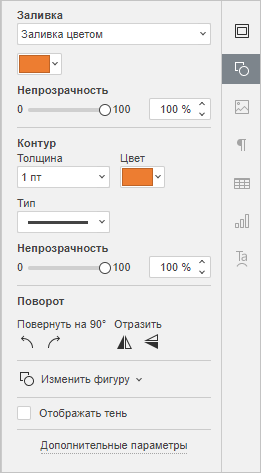 Заливка
Заливка цветом
Непрозрачность
0 100 100 %
Контур
Толщина Цвет
1 пт
Тип
Непрозрачность
0 100 100 %
Поворот
Повернуть на 90° Отразить
Изменить фигуру
Отображать тень
Дополнительные параметры
¶
Ta